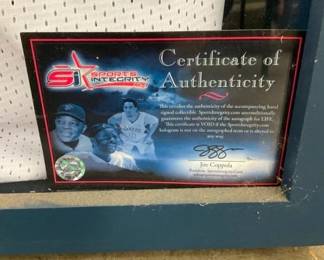 Si SPORTS
INTEGRITY
Certificate of
Authenticity
This verifies the authenticity of the accompanying hand
signed collectible. SportsIntegrity.com unconditionally
guarantees the authenticity of the autograph for LIFE.
This certificate is VOID if the SportsIntegrity.com
hologram is not on the autographed item or is altered in
any way.
Joe Coppola
President,